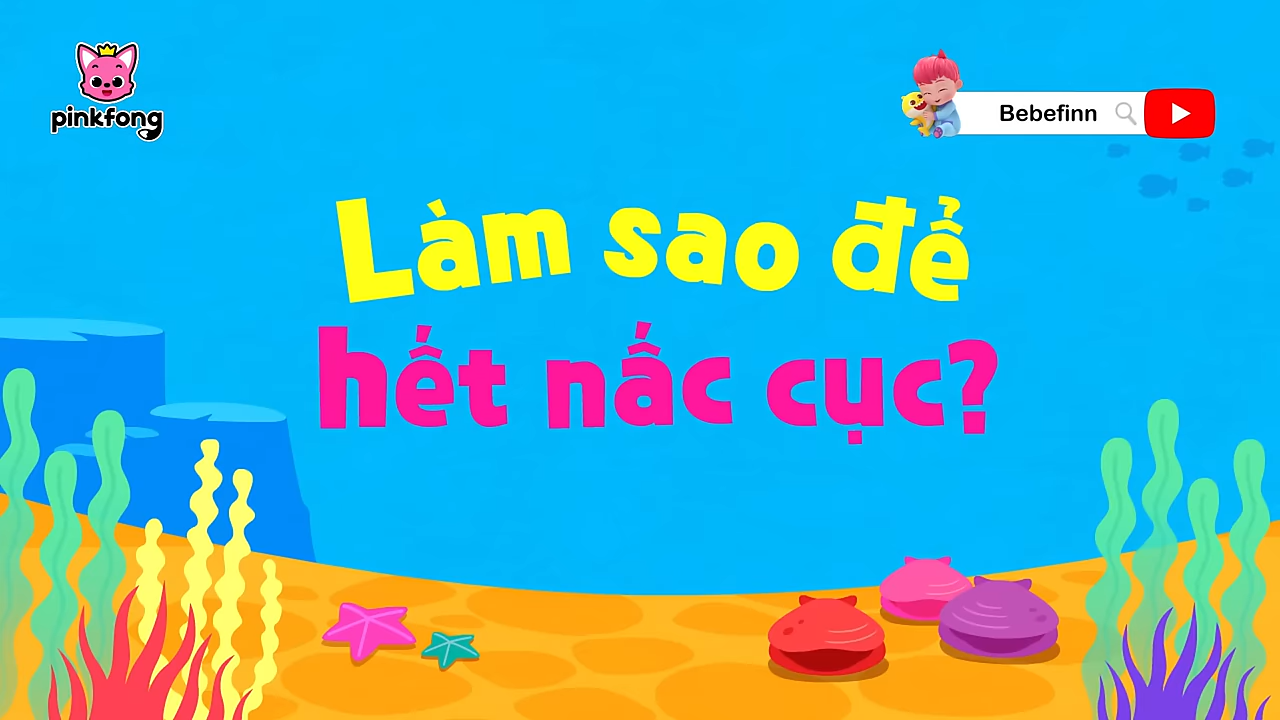 pinkfong
Bebefinn
Làm sao để
hết nấc cục?